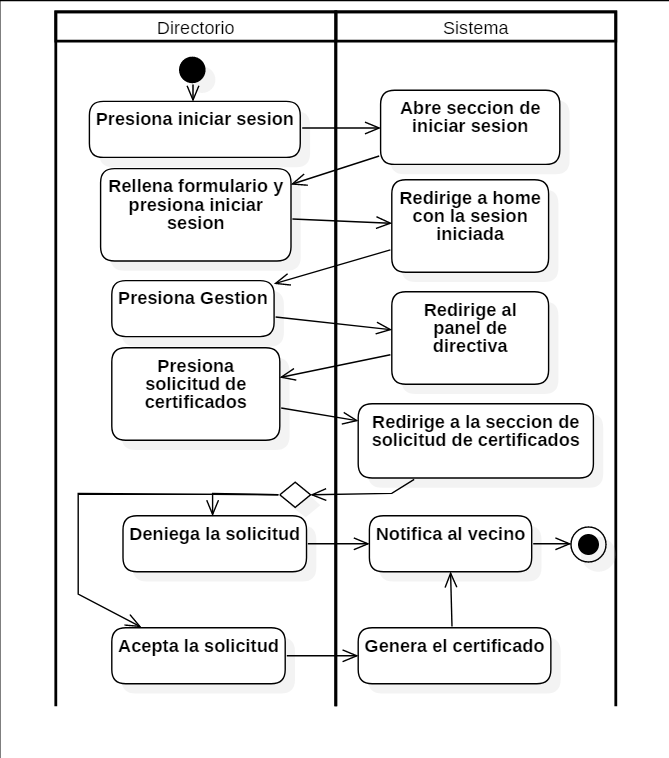 Directorio
Sistema
Presiona iniciar sesion
Abre seccion de
iniciar sesion
Rellena formulario y
presiona iniciar
sesion
Redirige a home
con la sesion
iniciada
Presiona Gestion
Redirige al
panel de
directiva
Presiona
solicitud de
certificados
Redirige a la seccion de
solicitud de certificados
Deniega la solicitud
Notifica al vecino
Acepta la solicitud
Genera el certificado